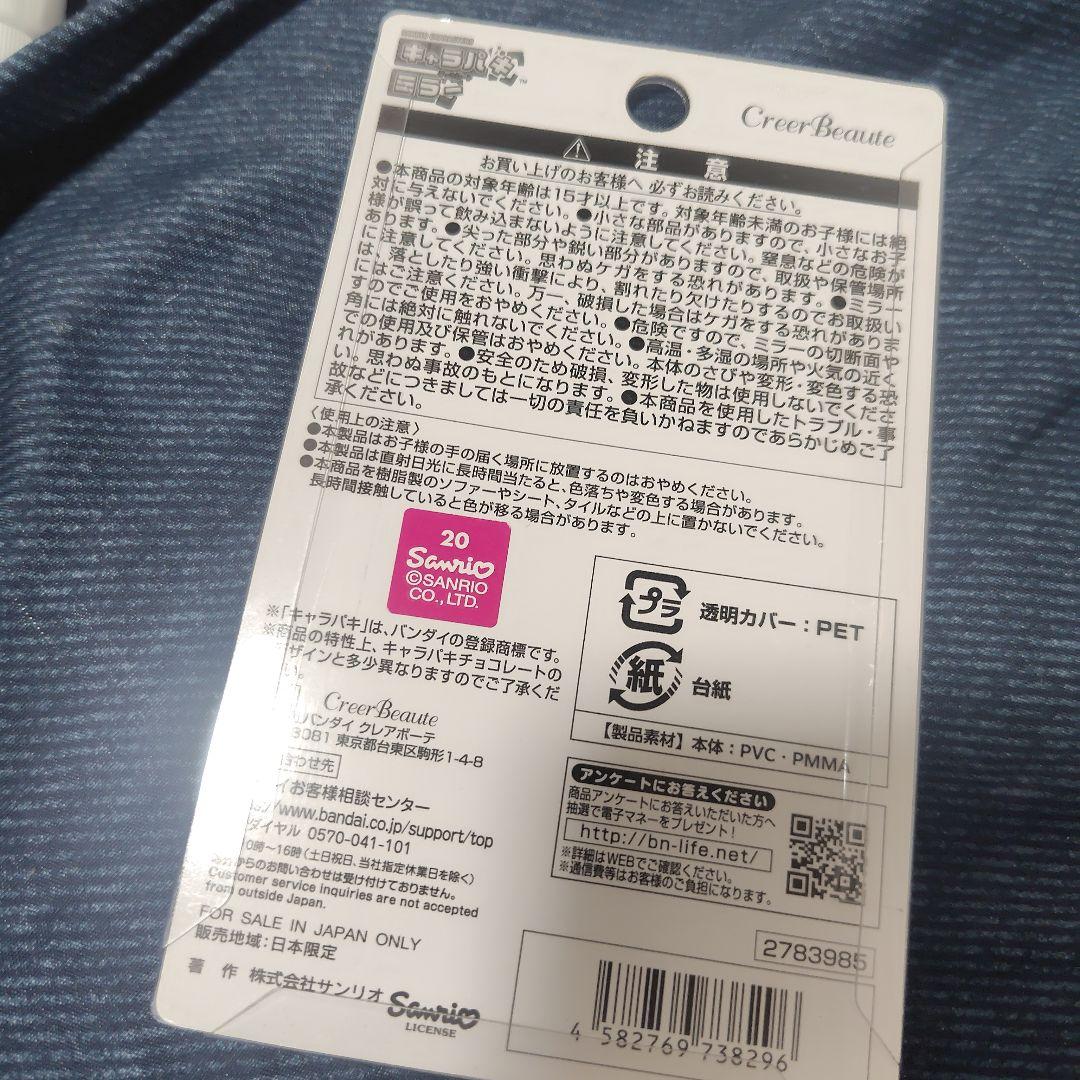 キャラパキ™
ミラー
CreerBeaute
⚠ 注意
お買い上げのお客様へ 必ずお読みください。
●本商品の対象年齢は15才以上です。対象年齢未満のお子様には絶
対に与えないでください。●小さな部品がありますので、小さなお子
様が誤って飲み込まないように注意してください。窒息などの危険が
あります。●尖った部分や鋭い部分がありますので、取扱や保管場所
に注意してください。思わぬケガをする恐れがあります。●ミラー
は、落としたり強い衝撃により、割れたり欠けたりするのでお取扱い
にはご注意ください。万一、破損した場合はケガをする恐れがありま
すのでご使用をおやめください。●危険ですので、ミラーの切断面や
角には絶対に触れないでください。●高温・多湿の場所や火気の近く
での使用及び保管はおやめください。本体のさびや変形・変色する恐
れがあります。●安全のため破損、変形した物は使用しないでくださ
い。思わぬ事故のもとになります。●本商品を使用したトラブル・事
故などにつきましては一切の責任を負いかねますのであらかじめご了
承ください。
〈使用上の注意〉
●本製品はお子様の手の届く場所に放置するのはおやめください。
●本製品は直射日光に長時間当たると、色落ちや変色する場合があります。
●本商品を樹脂製のソファーやシート、タイルなどの上に置かないでください。
長時間接触していると色が移る場合があります。
20
Sanrio
©SANRIO
CO., LTD.
※「キャラパキ」は、バンダイの登録商標です。
※商品の特性上、キャラパキチョコレートの
デザインと多少異なりますのでご了承くだ
い。
CreerBeaute
バンダイ クレアボーテ
3081 東京都台東区駒形1-4-8
合わせ先
イお客様相談センター
www.bandai.co.jp/support/top
ダイヤル 0570-041-101
0時〜16時(土日祝日、当社指定休業日を除く)
からのお問い合わせは受け付けておりません。
Customer service inquiries are not accepted
from outside Japan.
FOR SALE IN JAPAN ONLY
販売地域:日本限定
著作 株式会社サンリオ Sanrio
LICENSE
プラ 透明カバー:PET
紙 台紙
【製品素材】本体:PVC・PMMA
アンケートにお答えください
商品アンケートにお答えいただいた方へ
抽選で電子マネーをプレゼント!
http://bn-life.net/
※詳細はWEBでご確認ください。
※通信費等はお客様のご負担になります。
2783985
4 582769 738296